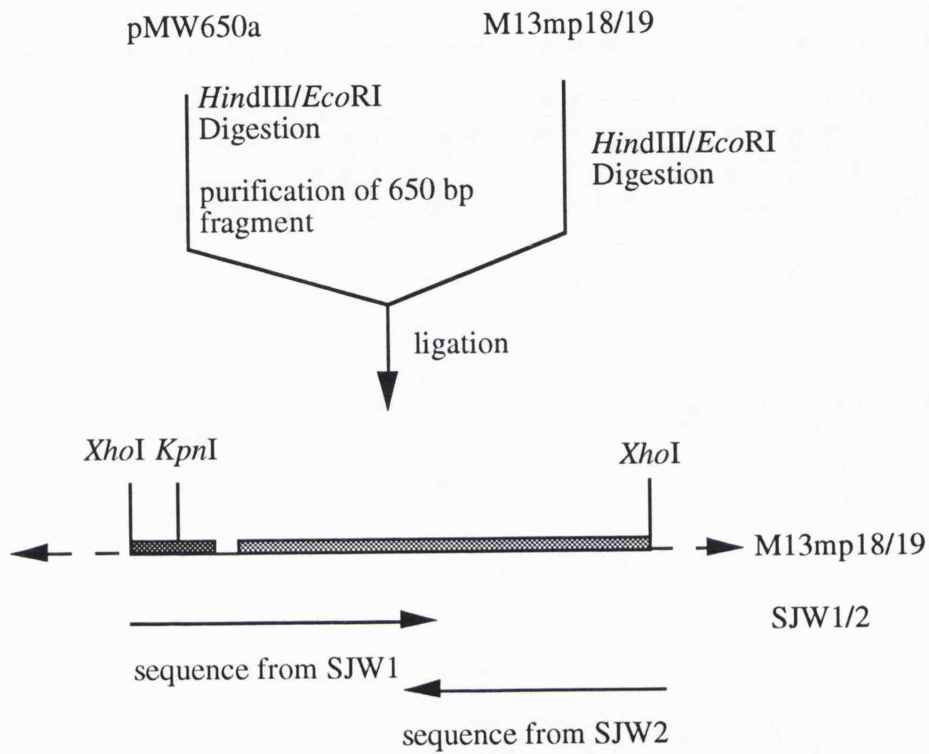 pMW650a
M13mp18/19
HindIII/EcoRI
Digestion
purification of 650 bp
fragment
HindIII/EcoRI
Digestion
ligation
XhoI KpnI
XhoI
M13mp18/19
SJW1/2
sequence from SJW1
sequence from SJW2